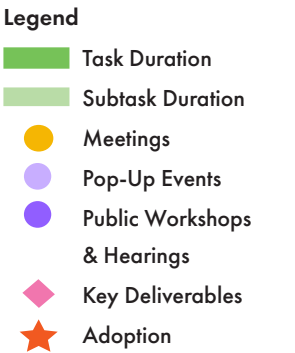 Legend
Task Duration
Subtask Duration
Meetings
Pop-Up Events
Public Workshops
& Hearings
Key Deliverables
Adoption